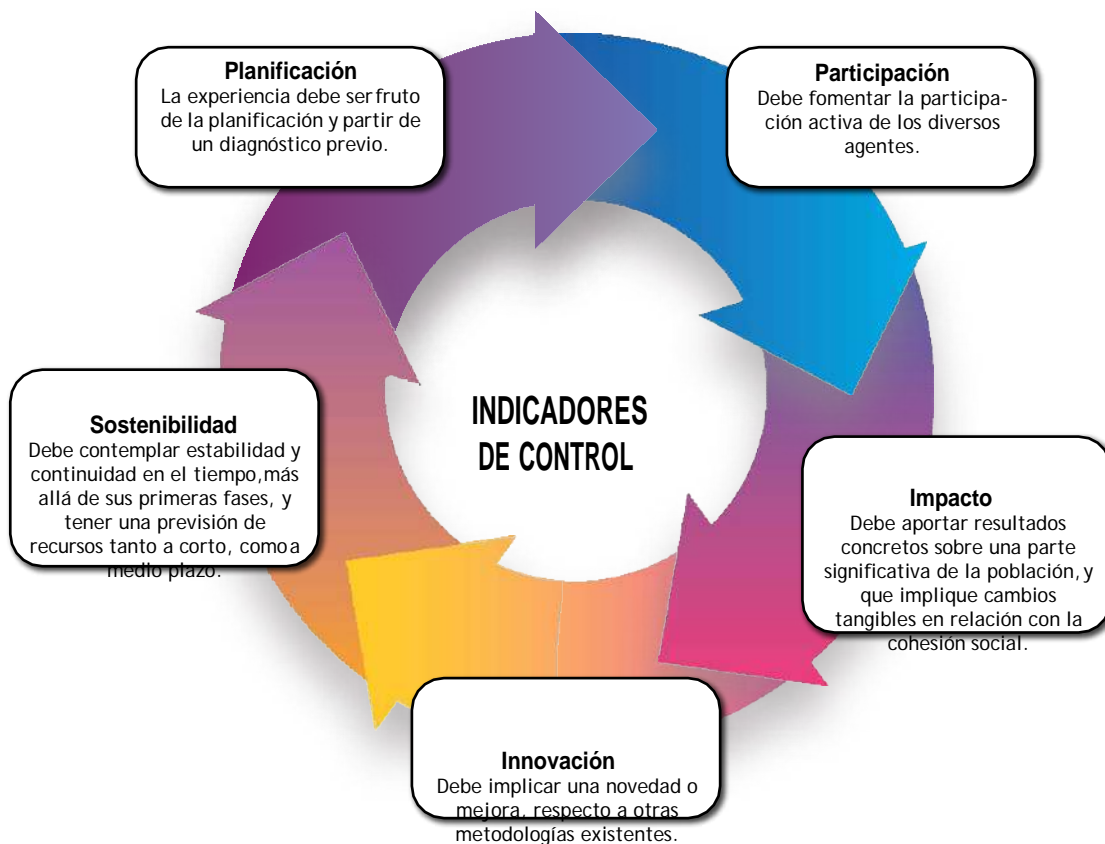 Planificación
La experiencia debe ser fruto
de la planificación y partir de
un diagnóstico previo.
Participación
Debe fomentar la participa-
ción activa de los diversos
agentes.
INDICADORES
DE CONTROL
Sostenibilidad
Debe contemplar estabilidad y
continuidad en el tiempo, más
allá de sus primeras fases, y
tener una previsión de
recursos tanto a corto, como a
medio plazo.
Impacto
Debe aportar resultados
concretos sobre una parte
significativa de la población, y
que implique cambios
tangibles en relación con la
cohesión social.
Innovación
Debe implicar una novedad o
mejora, respecto a otras
metodologías existentes.